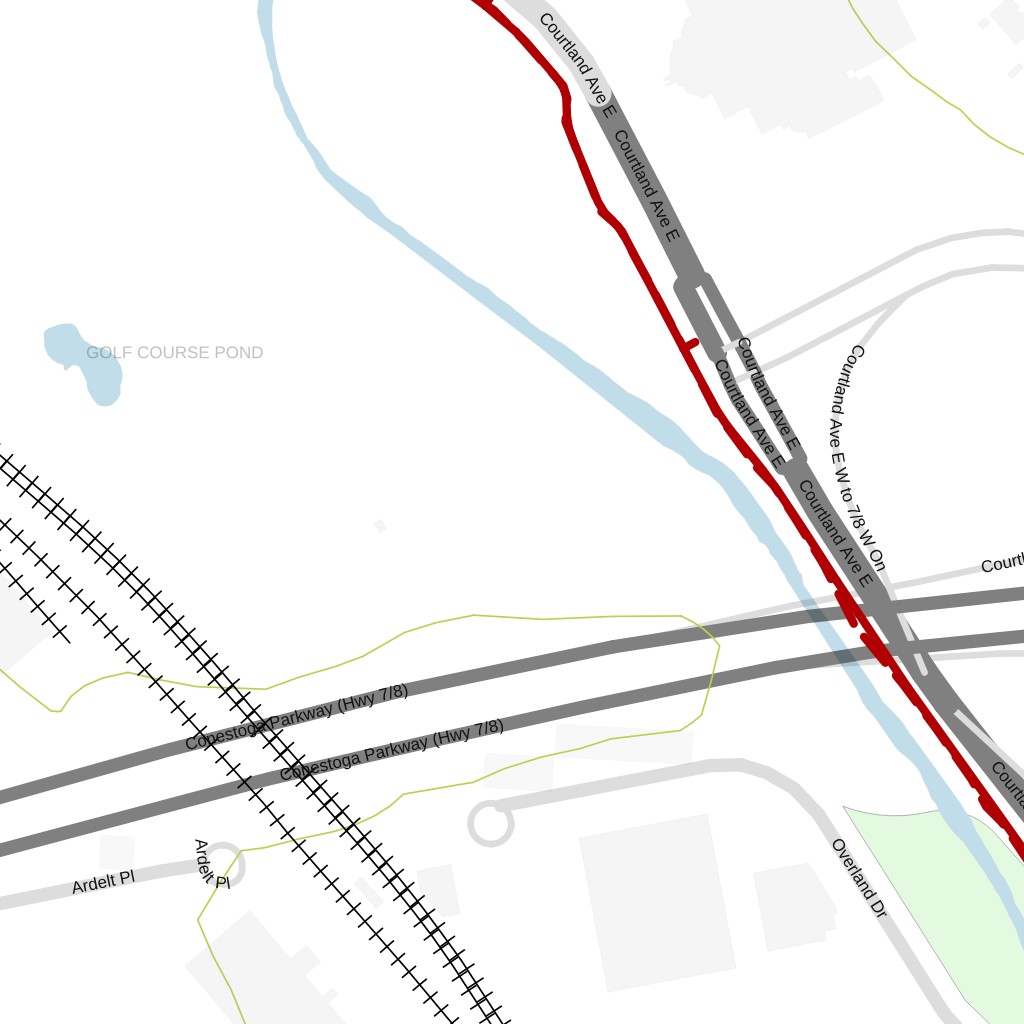 Courtland Ave E
Courtland Ave E
GOLF COURSE POND
Courtland Ave E
Courtland Ave E
Courtland Ave E W to 7/8 W On
Courtland Ave E
Courtl
Conestoga Parkway (Hwy 7/8)
Conestoga Parkway (Hwy 7/8)
Courtla
Ardelt Pl
Ardelt Pl
Overland Dr